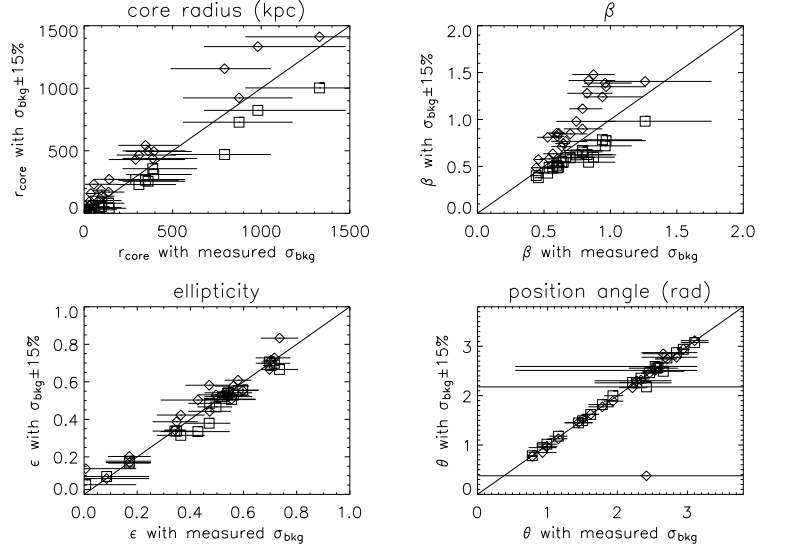 core radius (kpc)
β
1500
1000
500
0
r_core with σ_bkg±15%
0 500 1000 1500
r_core with measured σ_bkg
2.0
1.5
1.0
0.5
0.0
β with σ_bkg±15%
0.0 0.5 1.0 1.5 2.0
β with measured σ_bkg
ellipticity
position angle (rad)
1.0
0.8
0.6
0.4
0.2
0.0
ϵ with σ_bkg±15%
0.0 0.2 0.4 0.6 0.8 1.0
ϵ with measured σ_bkg
3
2
1
0
θ with σ_bkg±15%
0 1 2 3
θ with measured σ_bkg